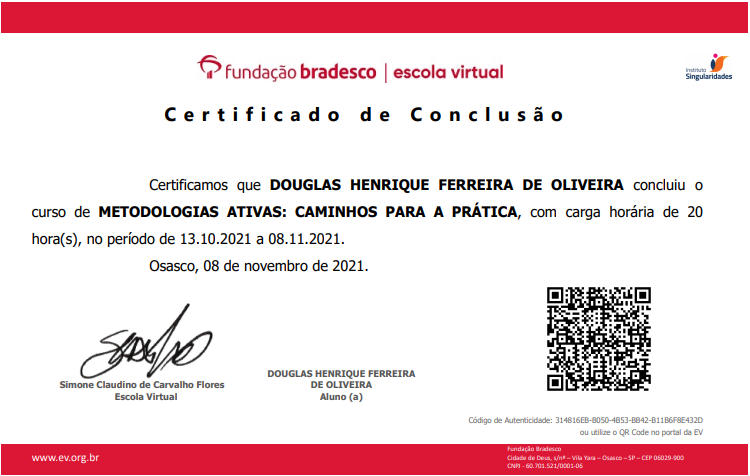 fundação bradesco | escola virtual
instituto
Singularidades
Certificado de Conclusão
Certificamos que DOUGLAS HENRIQUE FERREIRA DE OLIVEIRA concluiu o
curso de METODOLOGIAS ATIVAS: CAMINHOS PARA A PRÁTICA, com carga horária de 20
hora(s), no período de 13.10.2021 a 08.11.2021.
Osasco, 08 de novembro de 2021.
Simone Claudino de Carvalho Flores
Escola Virtual
DOUGLAS HENRIQUE FERREIRA
DE OLIVEIRA
Aluno (a)
Código de Autenticidade: 314816EB-B050-4B53-BB42-B11B6F8E432D
ou utilize o QR Code no portal da EV
www.ev.org.br
Fundação Bradesco
Cidade de Deus, s/nº – Vila Yara – Osasco – SP – CEP 06029-900
CNPJ - 60.701.521/0001-06